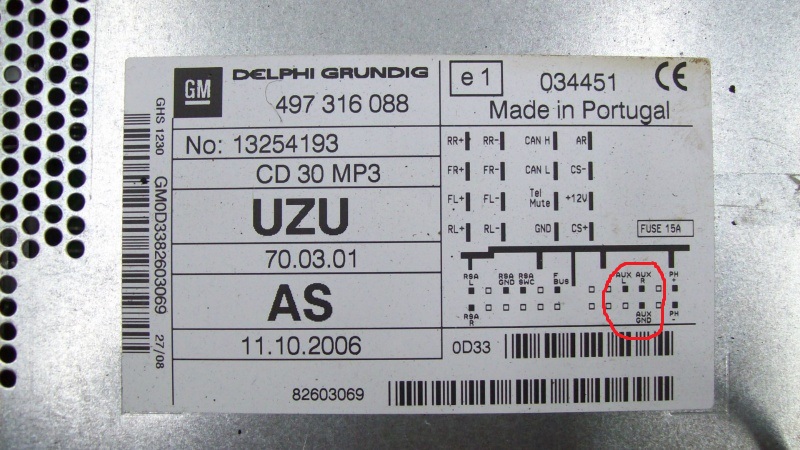 GM DELPHI GRUNDIG
497 316 088
e 1 034451 CE
Made in Portugal
No: 13254193
CD 30 MP3
UZU
70.03.01
AS
11.10.2006
82603069
0D33
GHS 1230
GM0D3382603069
27/08
RR+ RR- CAN H AR
FR+ FR- CAN L CS-
FL+ FL- Tel Mute +12V
RL+ RL- GND CS+
FUSE 15A
RSA L RSA GND RSA SWC F BUS AUX L AUX R PH +
RSA R AUX GND PH -